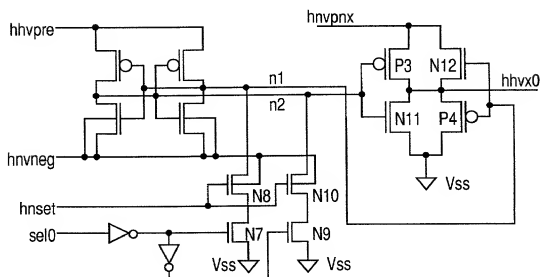 hhvpre
hnvpnx
P3
N12
n1
hhvx0
n2
N11
P4
hnvneg
Vss
N8
N10
hnset
sel0
N7
N9
Vss
Vss